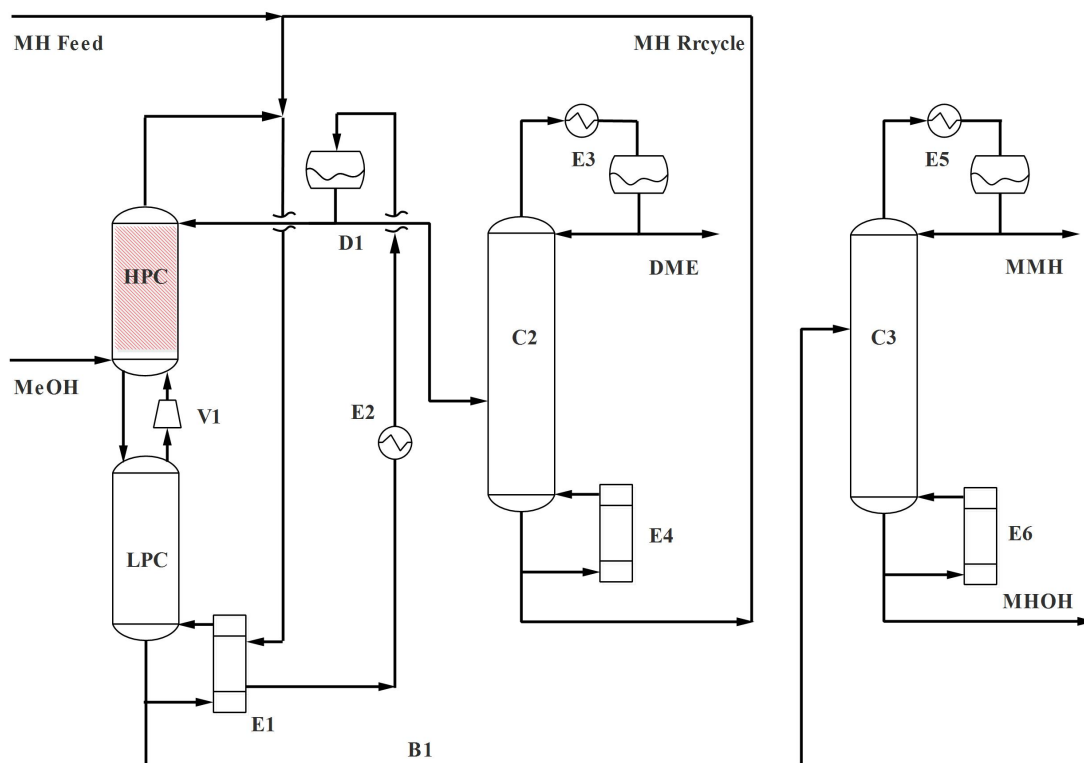 MH Feed
MH Rrcycle
E3
E5
D1
HPC
DME
MMH
C2
C3
MeOH
V1
E2
LPC
E4
E6
MHOH
E1
B1